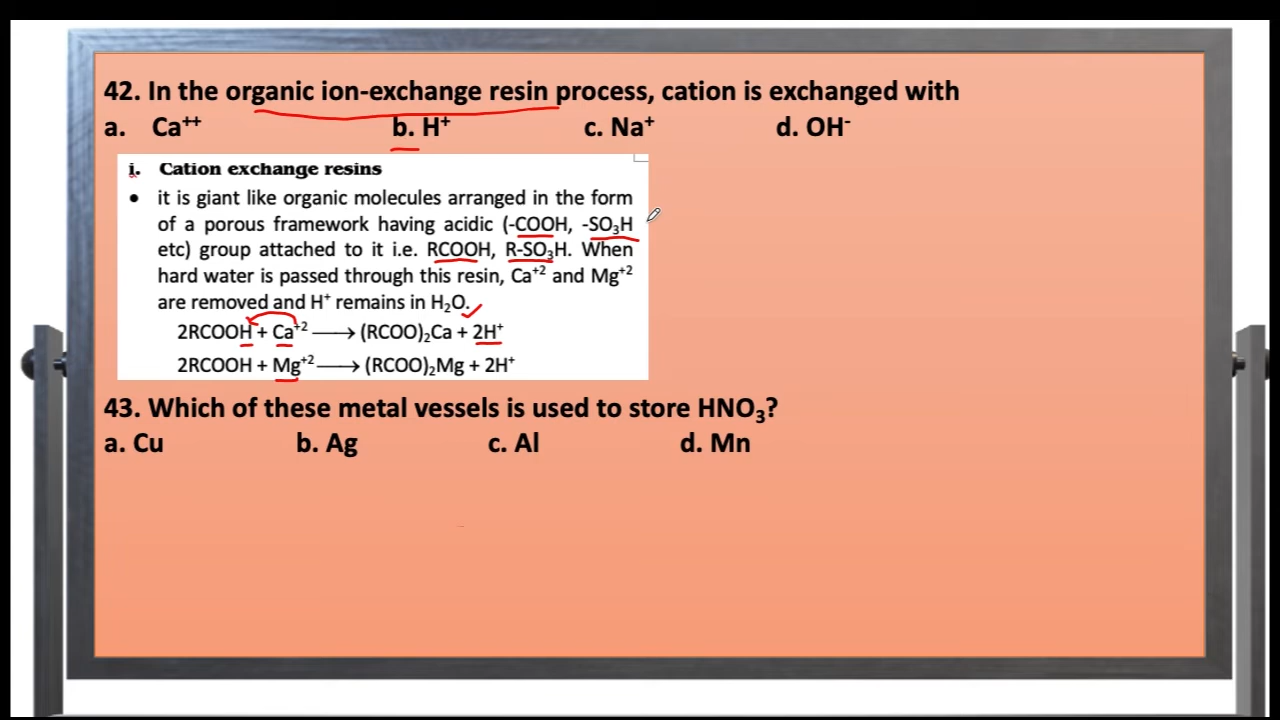 42. In the organic ion-exchange resin process, cation is exchanged with
a. Ca⁺⁺ b. H⁺ c. Na⁺ d. OH⁻
i. Cation exchange resins
• it is giant like organic molecules arranged in the form
of a porous framework having acidic (-COOH, -SO₃H
etc) group attached to it i.e. RCOOH, R-SO₃H. When
hard water is passed through this resin, Ca⁺² and Mg⁺²
are removed and H⁺ remains in H₂O.
2RCOOH + Ca⁺² ⟶ (RCOO)₂Ca + 2H⁺
2RCOOH + Mg⁺² ⟶ (RCOO)₂Mg + 2H⁺
43. Which of these metal vessels is used to store HNO₃?
a. Cu b. Ag c. Al d. Mn